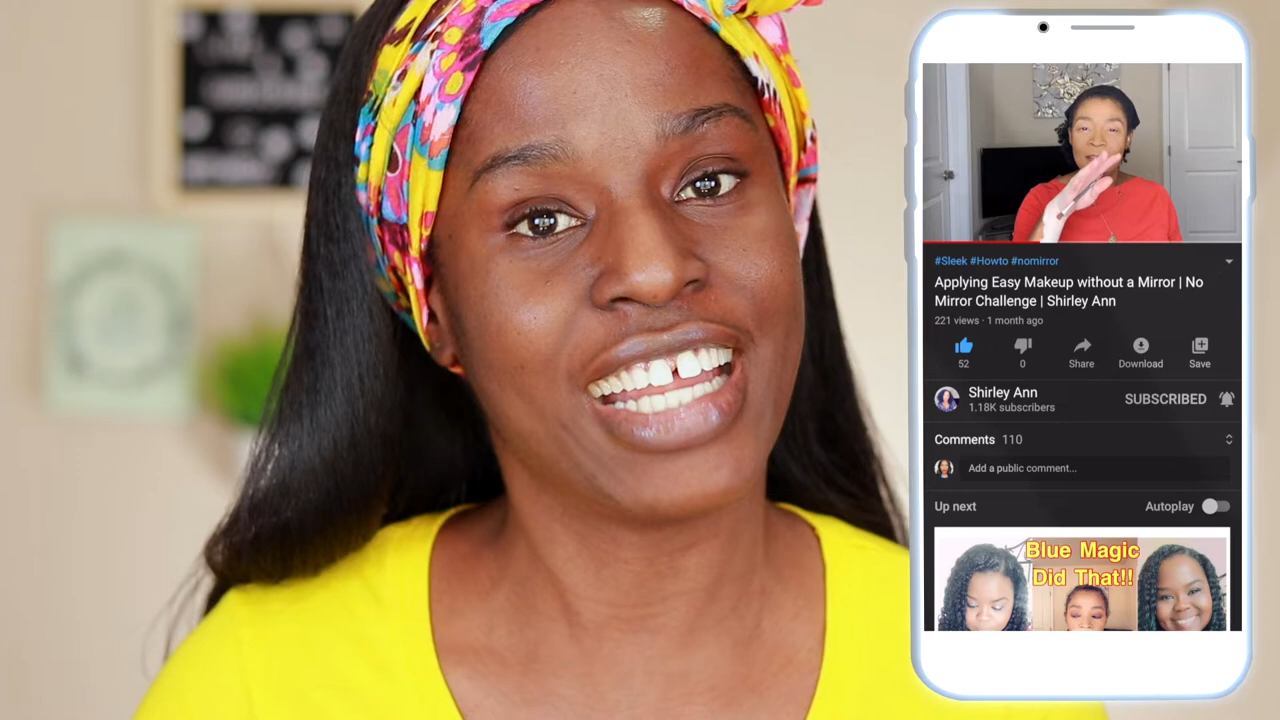 #Sleek #Howto #nomirror
Applying Easy Makeup without a Mirror | No
Mirror Challenge | Shirley Ann
221 views · 1 month ago
52
0
Share
Download
Save
Shirley Ann
1.18K subscribers
SUBSCRIBED
Comments 110
Add a public comment...
Up next
Autoplay
Blue Magic
Did That!!